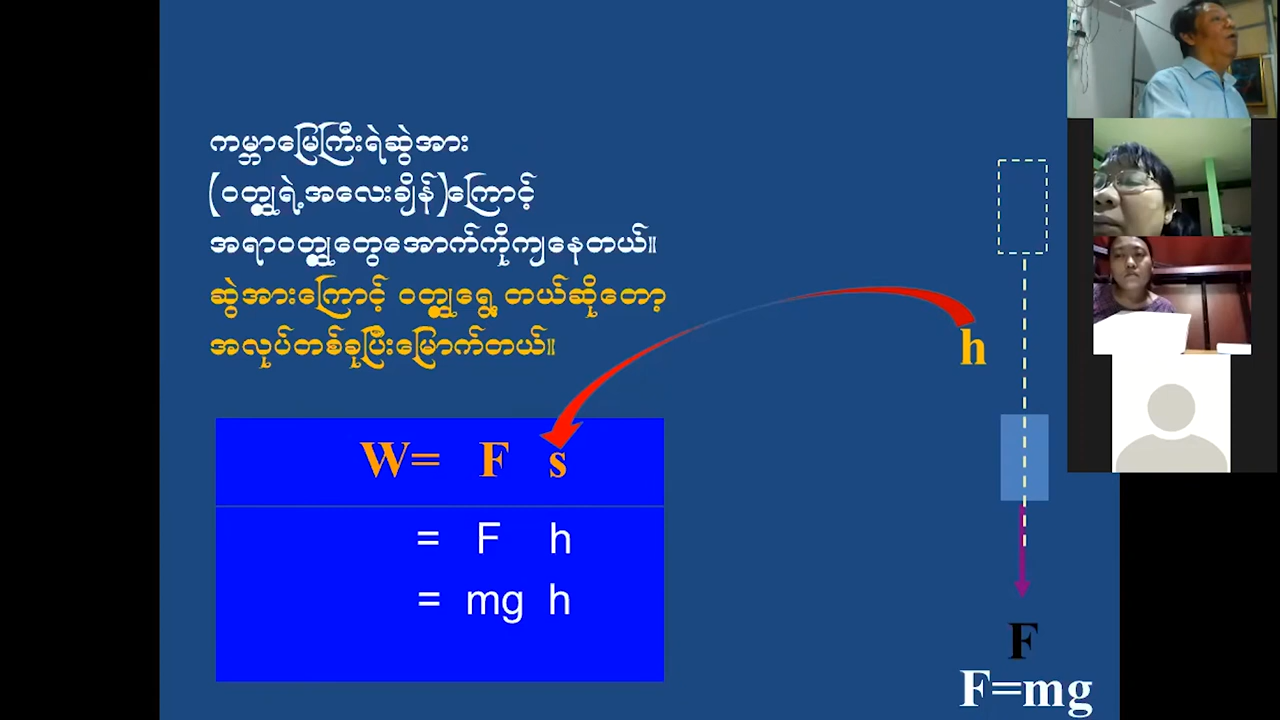 ကမ္ဘာမြေကြီးရဲဆွဲအား
(ဝတ္ထုရဲ့အလေးချိန်)ကြောင့်
အရာဝတ္ထုတွေအောက်ကိုကျနေတယ်။
ဆွဲအားကြောင့် ဝတ္ထုရွေ့ တယ်ဆိုတော့
အလုပ်တစ်ခုပြီးမြောက်တယ်။
h
W= F s
= F h
= mg h
F
F=mg